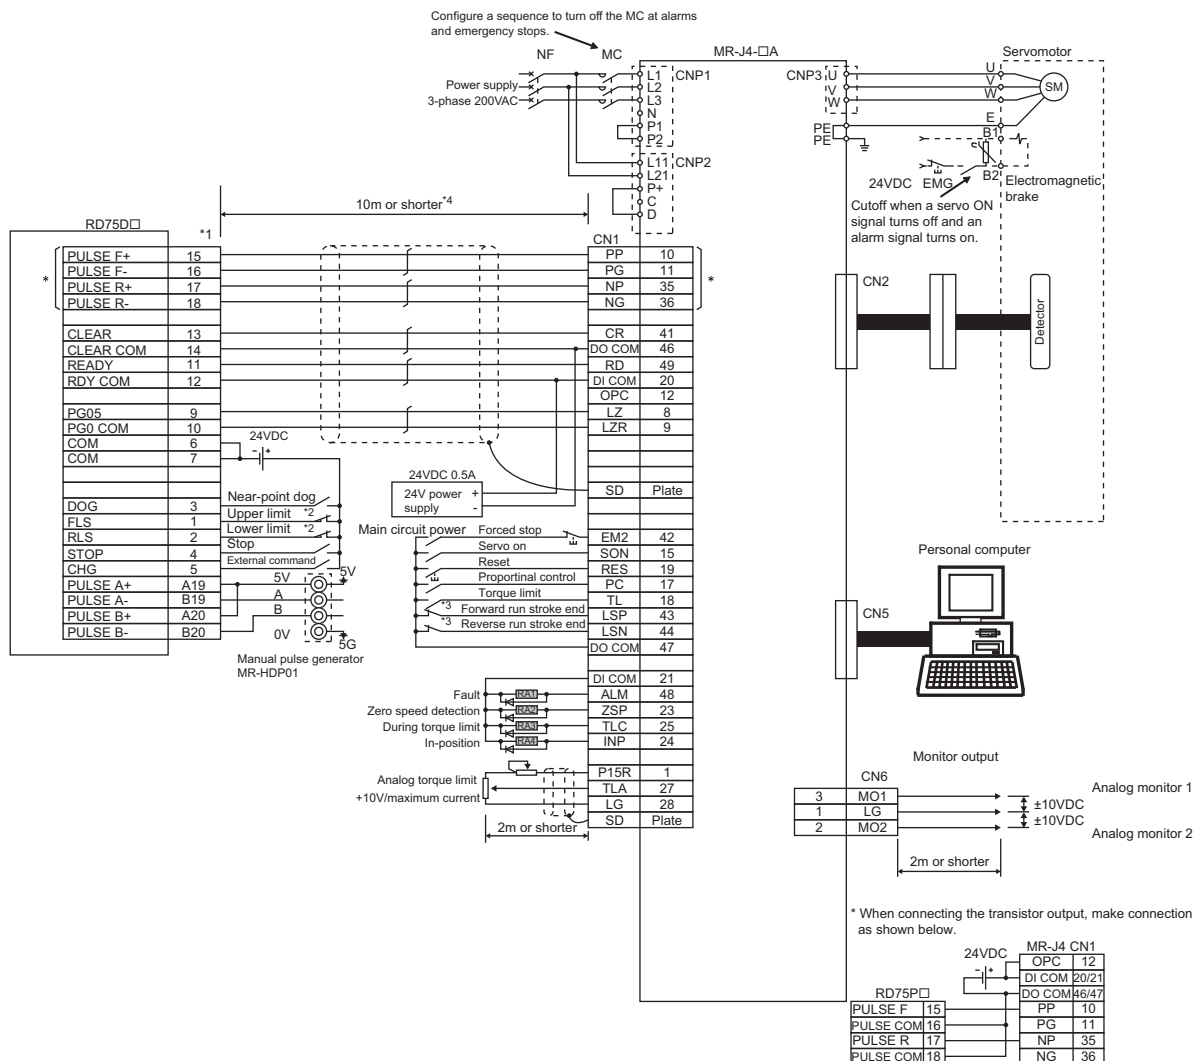 Configure a sequence to turn off the MC at alarms
and emergency stops.
NF MC
MR-J4-□A
Servomotor
Power supply
3-phase 200VAC
L1 CNP1
L2
L3
N
P1
P2
L11 CNP2
L21
P+
C
D
CNP3 U
V
W
PE
PE
U
V
W
SM
E
B1
B2
24VDC EMG
Electromagnetic
brake
Cutoff when a servo ON
signal turns off and an
alarm signal turns on.
10m or shorter*4
RD75D□
*1
*
PULSE F+ 15
PULSE F- 16
PULSE R+ 17
PULSE R- 18
CLEAR 13
CLEAR COM 14
READY 11
RDY COM 12
PG05 9
PG0 COM 10
COM 6
COM 7
DOG 3
FLS 1
RLS 2
STOP 4
CHG 5
PULSE A+ A19
PULSE A- B19
PULSE B+ A20
PULSE B- B20
24VDC
- +
Near-point dog
Upper limit *2
Lower limit *2
Stop
External command
5V 5V
A
B
0V 5G
Manual pulse generator
MR-HDP01
CN1
PP 10
PG 11
NP 35
NG 36
*
CR 41
DO COM 46
RD 49
DI COM 20
OPC 12
LZ 8
LZR 9
SD Plate
24VDC 0.5A
24V power +
supply -
Main circuit power
Forced stop EM2 42
Servo on SON 15
Reset RES 19
Proportinal control PC 17
Torque limit TL 18
*3 Forward run stroke end LSP 43
*3 Reverse run stroke end LSN 44
DO COM 47
DI COM 21
Fault RA1 ALM 48
Zero speed detection RA2 ZSP 23
During torque limit RA3 TLC 25
In-position RA4 INP 24
Analog torque limit
+10V/maximum current
P15R 1
TLA 27
LG 28
SD Plate
2m or shorter
CN2
Detector
CN5
Personal computer
Monitor output
CN6
3 MO1
1 LG
2 MO2
Analog monitor 1
±10VDC
±10VDC
Analog monitor 2
2m or shorter
* When connecting the transistor output, make connection
as shown below.
24VDC
- +
MR-J4 CN1
OPC 12
DI COM 20/21
DO COM 46/47
PP 10
PG 11
NP 35
NG 36
RD75P□
PULSE F 15
PULSE COM 16
PULSE R 17
PULSE COM 18